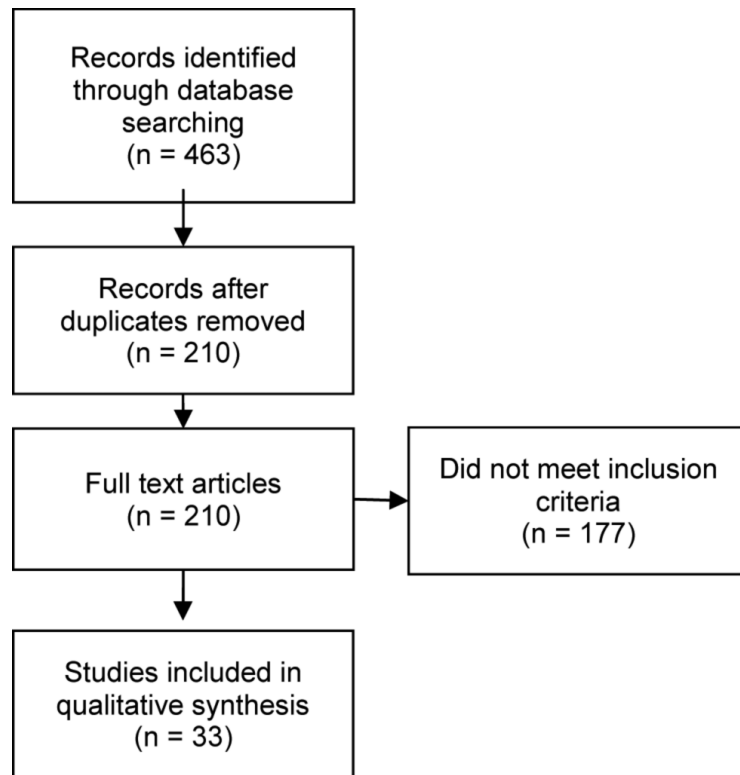 Records identified
through database
searching
(n = 463)
Records after
duplicates removed
(n = 210)
Full text articles
(n = 210)
Did not meet inclusion
criteria
(n = 177)
Studies included in
qualitative synthesis
(n = 33)